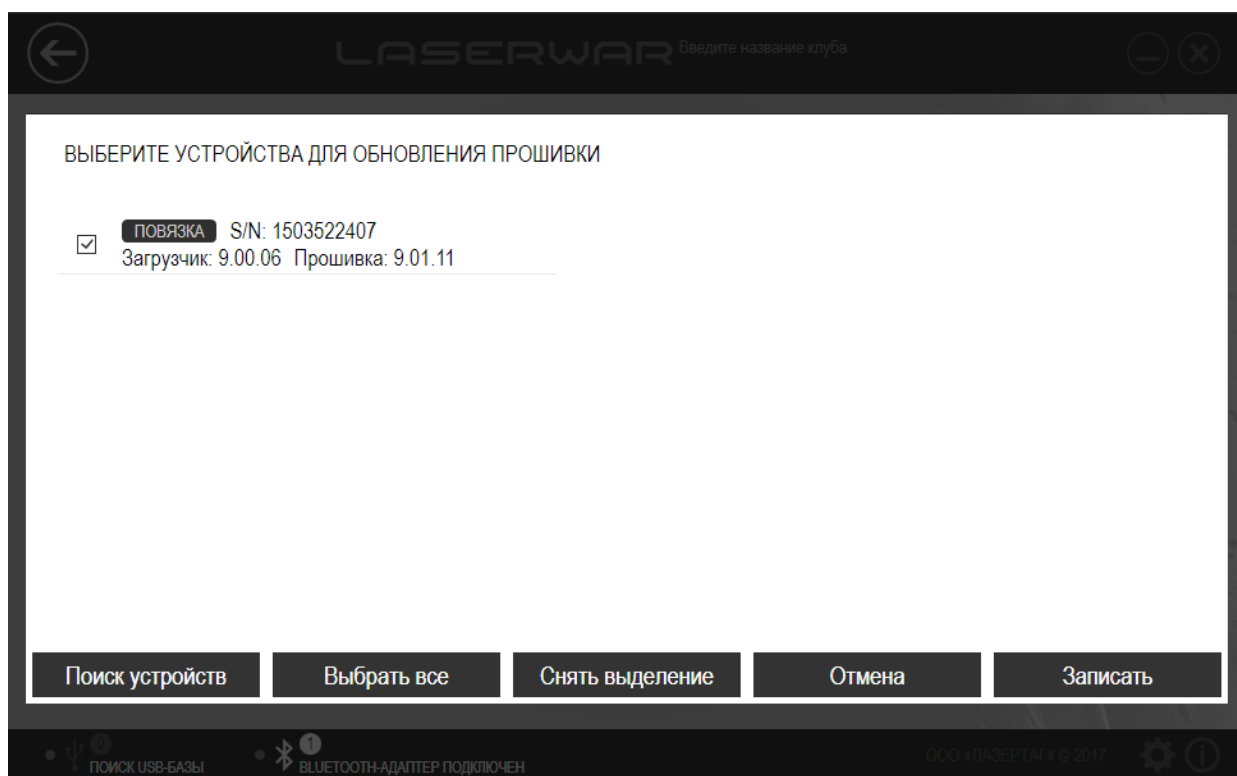 LASERWAR Введите название клуба
ВЫБЕРИТЕ УСТРОЙСТВА ДЛЯ ОБНОВЛЕНИЯ ПРОШИВКИ
ПОВЯЗКА S/N: 1503522407
Загрузчик: 9.00.06 Прошивка: 9.01.11
Поиск устройств Выбрать все Снять выделение Отмена Записать
0 1
ПОИСК USB-БАЗЫ BLUETOOTH-АДАПТЕР ПОДКЛЮЧЕН ООО «ЛАЗЕРТАГ» © 2017